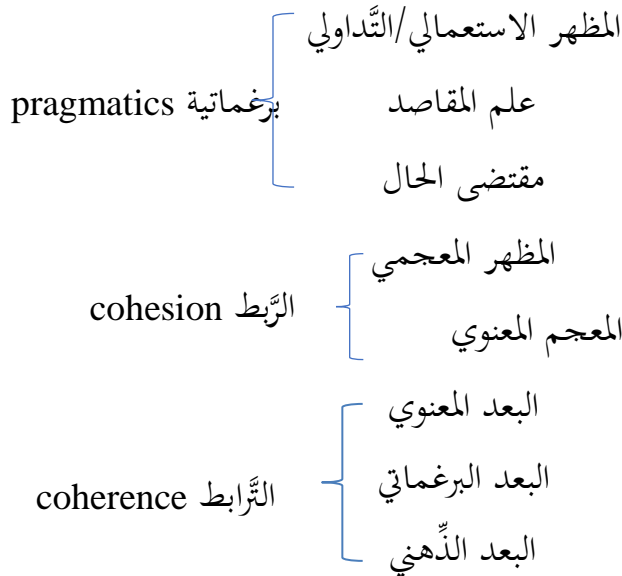 المظهر الاستعمالي/التَّداولي
علم المقاصد
برغماتية pragmatics
مقتضى الحال
المظهر المعجمي
الرَّبط cohesion
المعجم المعنوي
البعد المعنوي
البعد البرغماتي
التَّرابط coherence
البعد الذِّهني